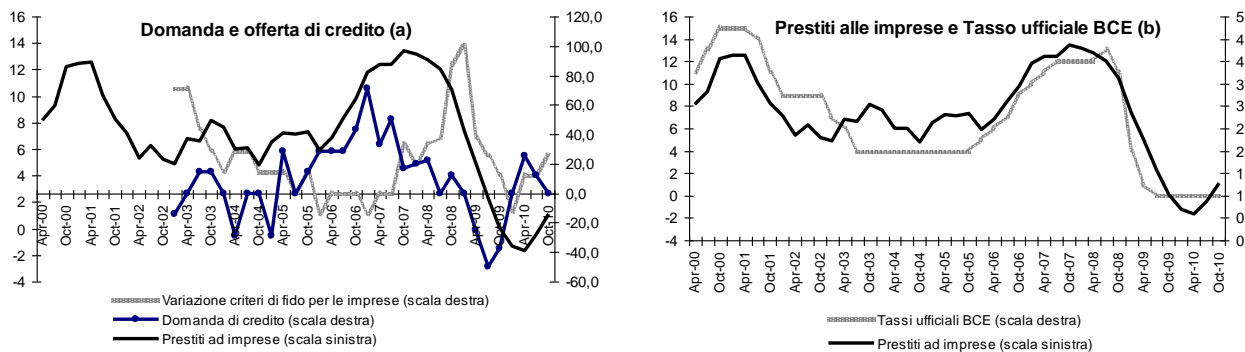 Domanda e offerta di credito (a)
16
14
12
10
8
6
4
2
0
-2
-4
120,0
100,0
80,0
60,0
40,0
20,0
0,0
-20,0
-40,0
-60,0
Apr-00
Oct-00
Apr-01
Oct-01
Apr-02
Oct-02
Apr-03
Oct-03
Apr-04
Oct-04
Apr-05
Oct-05
Apr-06
Oct-06
Apr-07
Oct-07
Apr-08
Oct-08
Apr-09
Oct-09
Apr-10
Oct-10
Variazione criteri di fido per le imprese (scala destra)
Domanda di credito (scala destra)
Prestiti ad imprese (scala sinistra)
Prestiti alle imprese e Tasso ufficiale BCE (b)
16
14
12
10
8
6
4
2
0
-2
-4
5
5
4
4
3
3
2
2
1
1
0
Apr-00
Oct-00
Apr-01
Oct-01
Apr-02
Oct-02
Apr-03
Oct-03
Apr-04
Oct-04
Apr-05
Oct-05
Apr-06
Oct-06
Apr-07
Oct-07
Apr-08
Oct-08
Apr-09
Oct-09
Apr-10
Oct-10
Tassi ufficiali BCE (scala destra)
Prestiti ad imprese (scala sinistra)